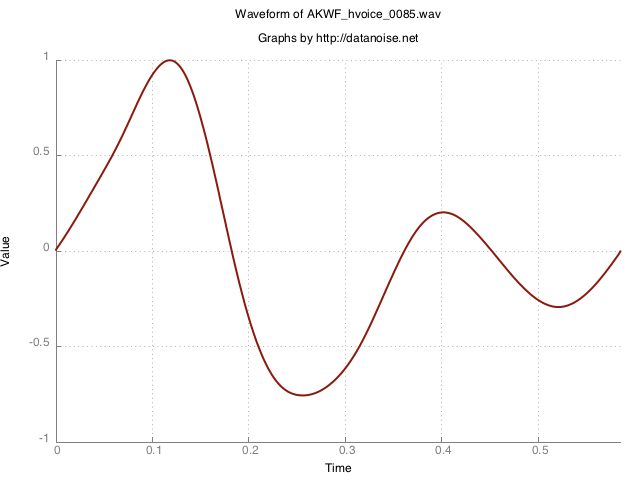 Waveform of AKWF_hvoice_0085.wav
Graphs by http://datanoise.net
1
0.5
0
-0.5
-1
Value
0 0.1 0.2 0.3 0.4 0.5
Time